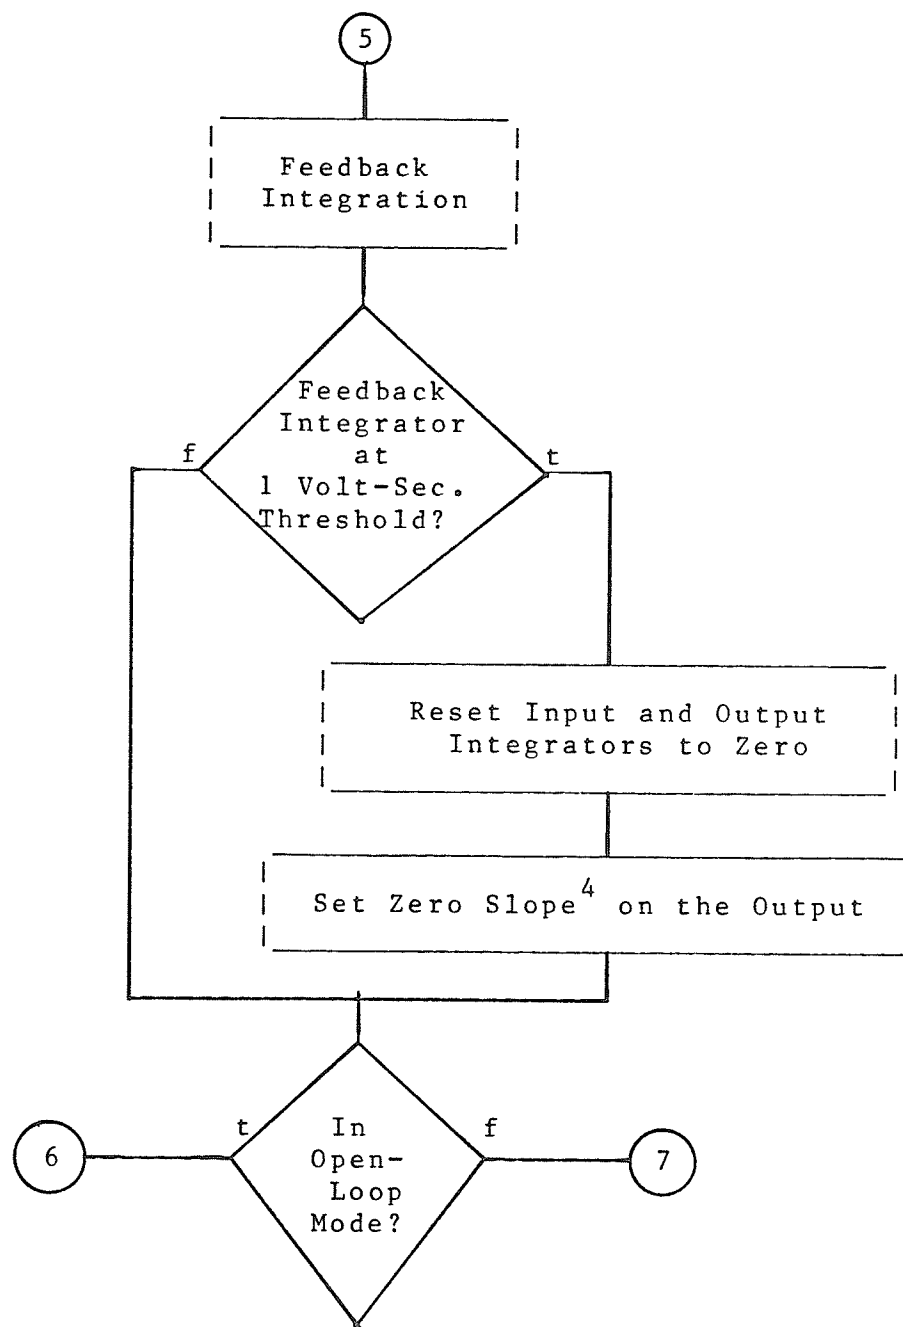 5
Feedback
Integration
Feedback
Integrator
at
1 Volt-Sec.
Threshold?
f
t
Reset Input and Output
Integrators to Zero
Set Zero Slope4 on the Output
t
In
Open-
Loop
Mode?
f
6
7